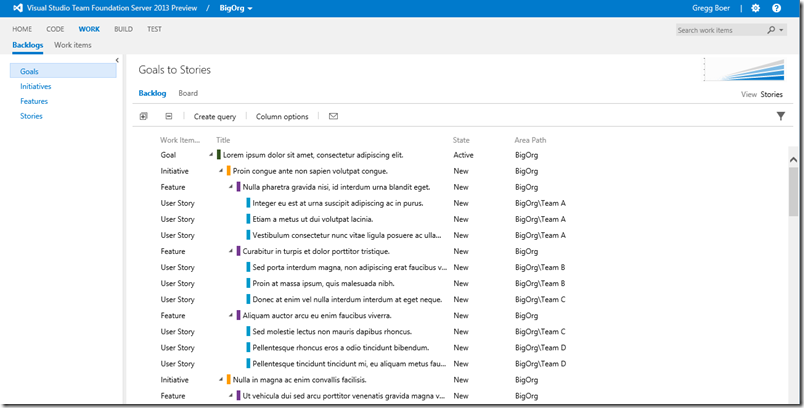 Visual Studio Team Foundation Server 2013 Preview / BigOrg Gregg Boer
HOME CODE WORK BUILD TEST Search work items
Backlogs Work items
Goals
Initiatives
Features
Stories
Goals to Stories
Backlog Board View Stories
Create query Column options
Work Item... Title State Area Path
Goal Lorem ipsum dolor sit amet, consectetur adipiscing elit. Active BigOrg
Initiative Proin congue ante non sapien volutpat congue. New BigOrg
Feature Nulla pharetra gravida nisi, id interdum urna blandit eget. New BigOrg
User Story Integer eu est at urna suscipit adipiscing ac in purus. New BigOrg\Team A
User Story Etiam a metus ut dui volutpat lacinia. New BigOrg\Team A
User Story Vestibulum consectetur nunc vitae ligula posuere ac ulla... New BigOrg\Team A
Feature Curabitur in turpis et dolor porttitor tristique. New BigOrg
User Story Sed porta interdum magna, non adipiscing erat faucibus v... New BigOrg\Team B
User Story Proin at massa ipsum, quis malesuada nibh. New BigOrg\Team B
User Story Donec at enim vel nulla interdum interdum at eget neque. New BigOrg\Team C
Feature Aliquam auctor arcu eu enim faucibus viverra. New BigOrg
User Story Sed molestie lectus non mauris dapibus rhoncus. New BigOrg\Team C
User Story Pellentesque rhoncus eros a odio tincidunt bibendum. New BigOrg\Team D
User Story Pellentesque tincidunt tincidunt mi, eu aliquam metus fau... New BigOrg\Team D
Initiative Nulla in magna ac enim convallis facilisis. New BigOrg
Feature Ut vehicula dui sed arcu porttitor venenatis gravida magna v... New BigOrg